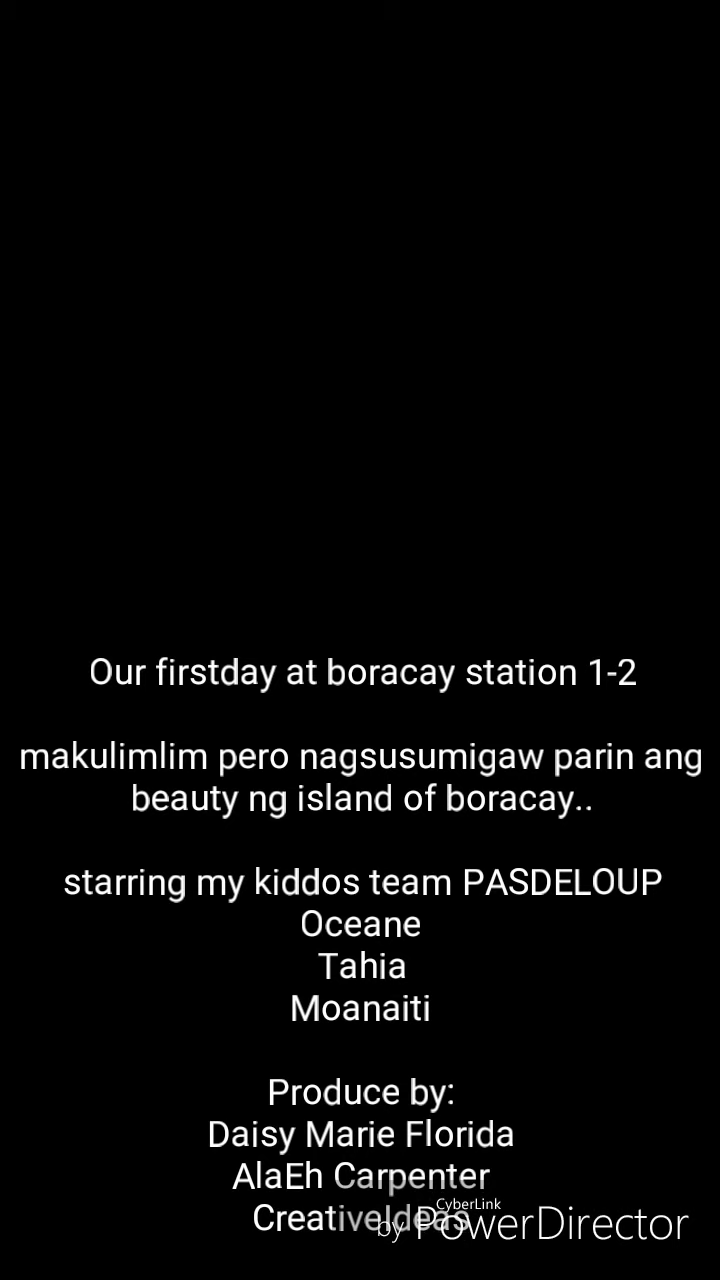 Our firstday at boracay station 1-2
makulimlim pero nagsusumigaw parin ang
beauty ng island of boracay..
starring my kiddos team PASDELOUP
Oceane
Tahia
Moanaiti
Produce by:
Daisy Marie Florida
AlaEh Carpenter
CreativeIdeas
by CyberLink PowerDirector